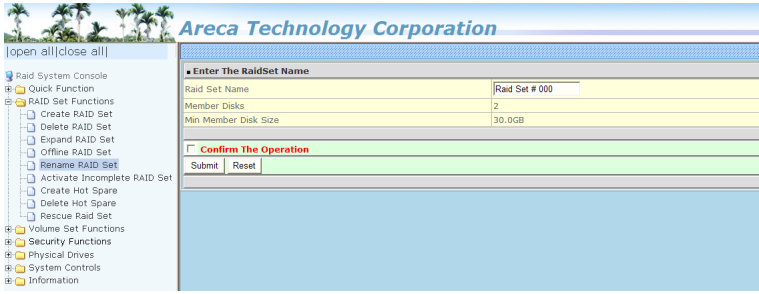 Areca Technology Corporation
|open all|close all|
Raid System Console
Quick Function
RAID Set Functions
Create RAID Set
Delete RAID Set
Expand RAID Set
Offline RAID Set
Rename RAID Set
Activate Incomplete RAID Set
Create Hot Spare
Delete Hot Spare
Rescue Raid Set
Volume Set Functions
Security Functions
Physical Drives
System Controls
Information
Enter The RaidSet Name
Raid Set Name Raid Set # 000
Member Disks 2
Min Member Disk Size 30.0GB
Confirm The Operation
Submit Reset